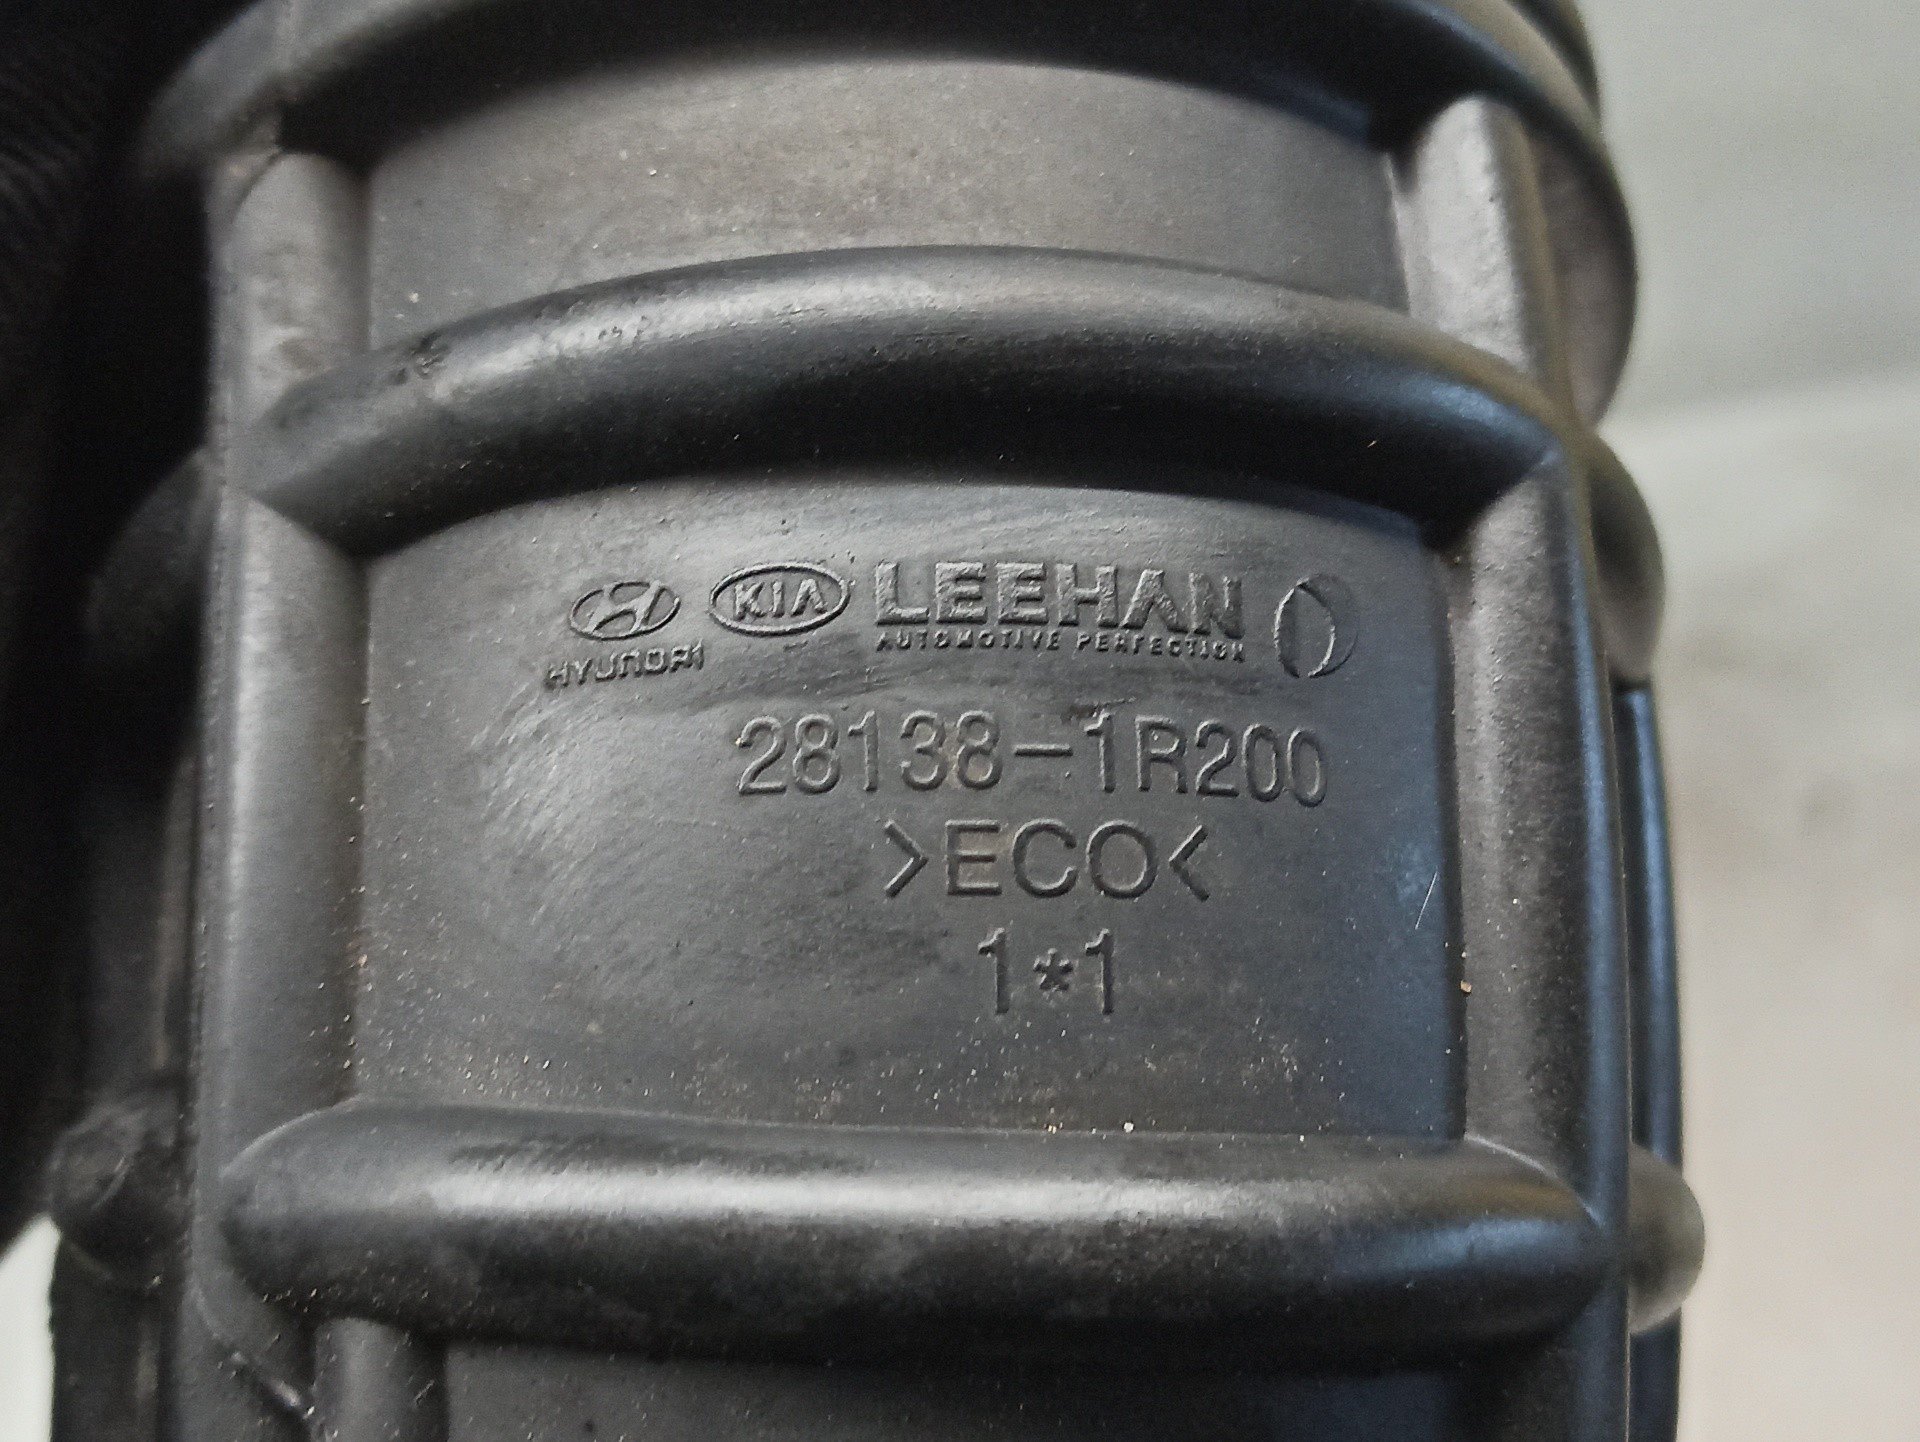 HYUNDAI KIA LEEHAN
AUTOMOTIVE PERFECTION
28138-1R200
>ECO<
1*1